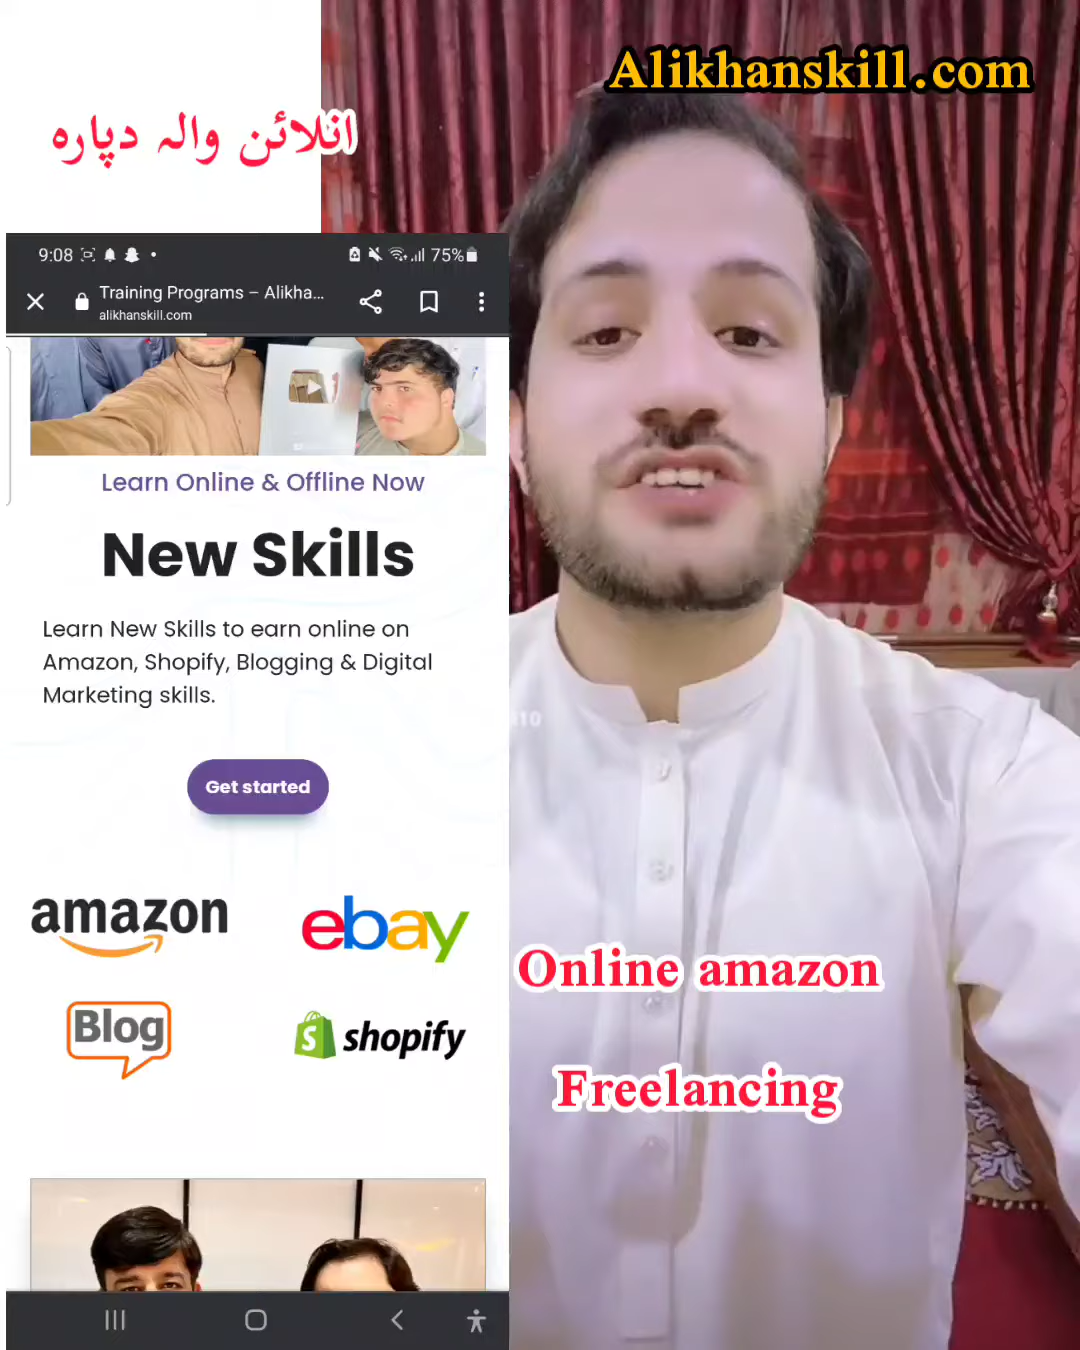 Alikhanskill.com
انلائن والہ دپارہ
9:08
75%
Training Programs – Alikha...
alikhanskill.com
Learn Online & Offline Now
New Skills
Learn New Skills to earn online on
Amazon, Shopify, Blogging & Digital
Marketing skills.
Get started
amazon
ebay
Blog
shopify
Online amazon
Freelancing